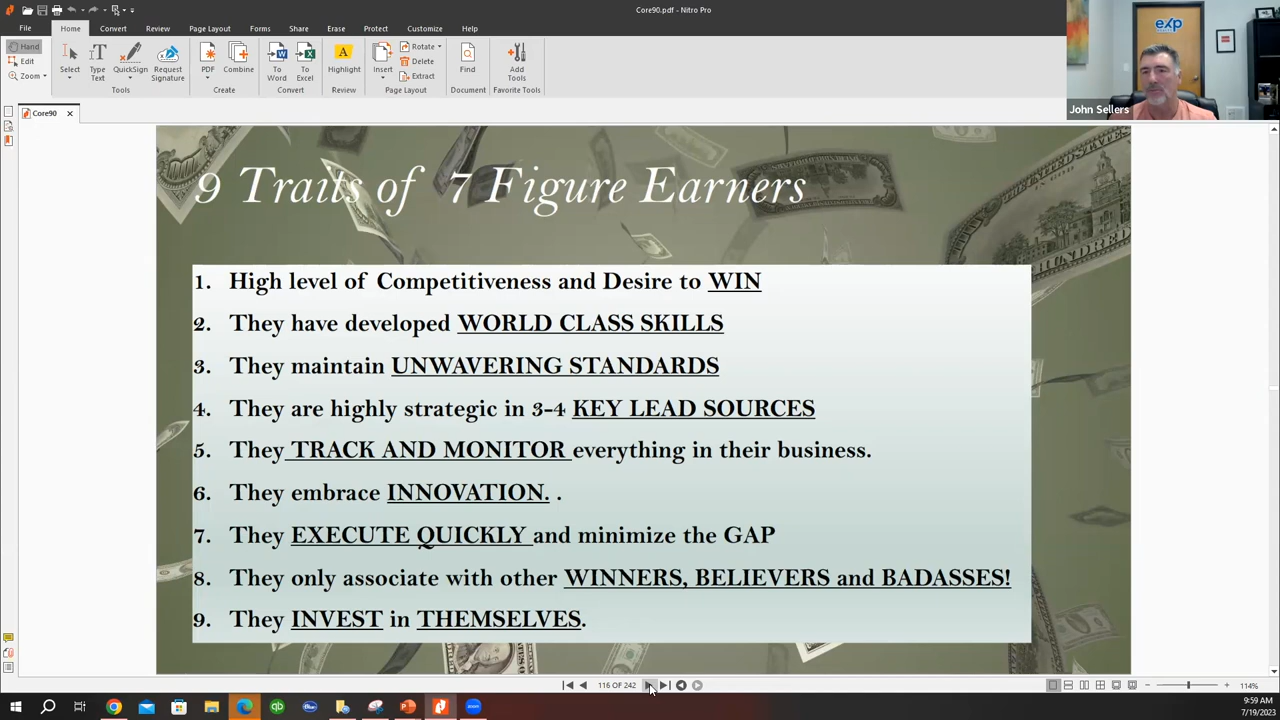 Core90.pdf - Nitro Pro
File Home Convert Review Page Layout Forms Share Erase Protect Customize Help
Hand
Edit
Zoom
Select
Type Text
QuickSign
Request Signature
PDF
Combine
To Word
To Excel
Highlight
Insert
Rotate
Delete
Extract
Find
Add Tools
Tools Create Convert Review Page Layout Document Favorite Tools
Core90
exp
John Sellers
9 Traits of 7 Figure Earners
1. High level of Competitiveness and Desire to WIN
2. They have developed WORLD CLASS SKILLS
3. They maintain UNWAVERING STANDARDS
4. They are highly strategic in 3-4 KEY LEAD SOURCES
5. They TRACK AND MONITOR everything in their business.
6. They embrace INNOVATION. .
7. They EXECUTE QUICKLY and minimize the GAP
8. They only associate with other WINNERS, BELIEVERS and BADASSES!
9. They INVEST in THEMSELVES.
HUNDRED
116 OF 242
114%
9:59 AM
7/19/2023